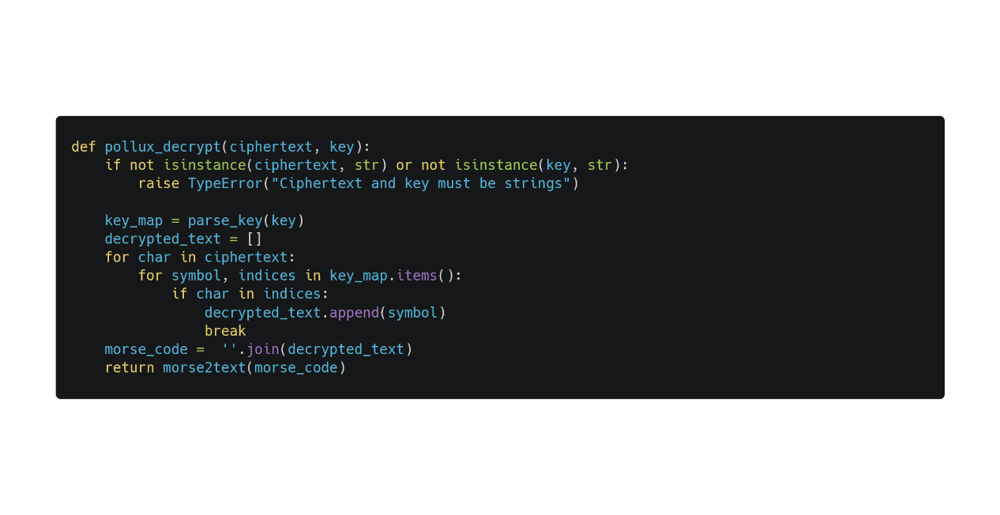 def pollux_decrypt(ciphertext, key):
    if not isinstance(ciphertext, str) or not isinstance(key, str):
        raise TypeError("Ciphertext and key must be strings")

    key_map = parse_key(key)
    decrypted_text = []
    for char in ciphertext:
        for symbol, indices in key_map.items():
            if char in indices:
                decrypted_text.append(symbol)
                break
    morse_code =  ''.join(decrypted_text)
    return morse2text(morse_code)